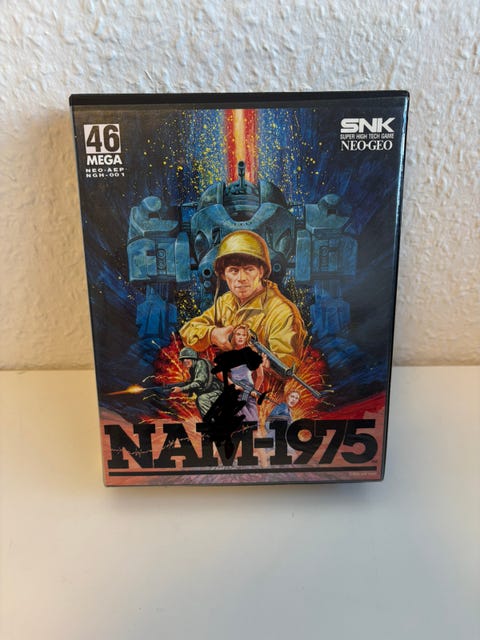 46
MEGA
NEO-AEP
NGH-001
SNK
SUPER HIGH TECH GAME
NEO·GEO
NAM-1975